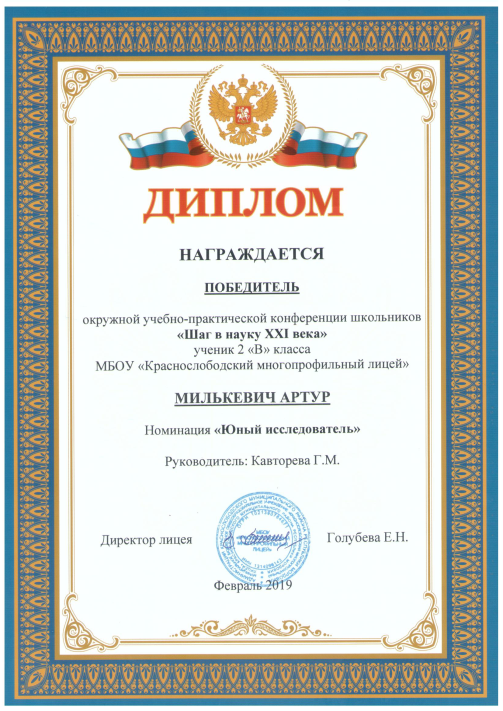 ДИПЛОМ
НАГРАЖДАЕТСЯ
ПОБЕДИТЕЛЬ
окружной учебно-практической конференции школьников
«Шаг в науку XXI века»
ученик 2 «В» класса
МБОУ «Краснослободский многопрофильный лицей»
МИЛЬКЕВИЧ АРТУР
Номинация «Юный исследователь»
Руководитель: Кавторева Г.М.
Директор лицея
Голубева Е.Н.
Февраль 2019